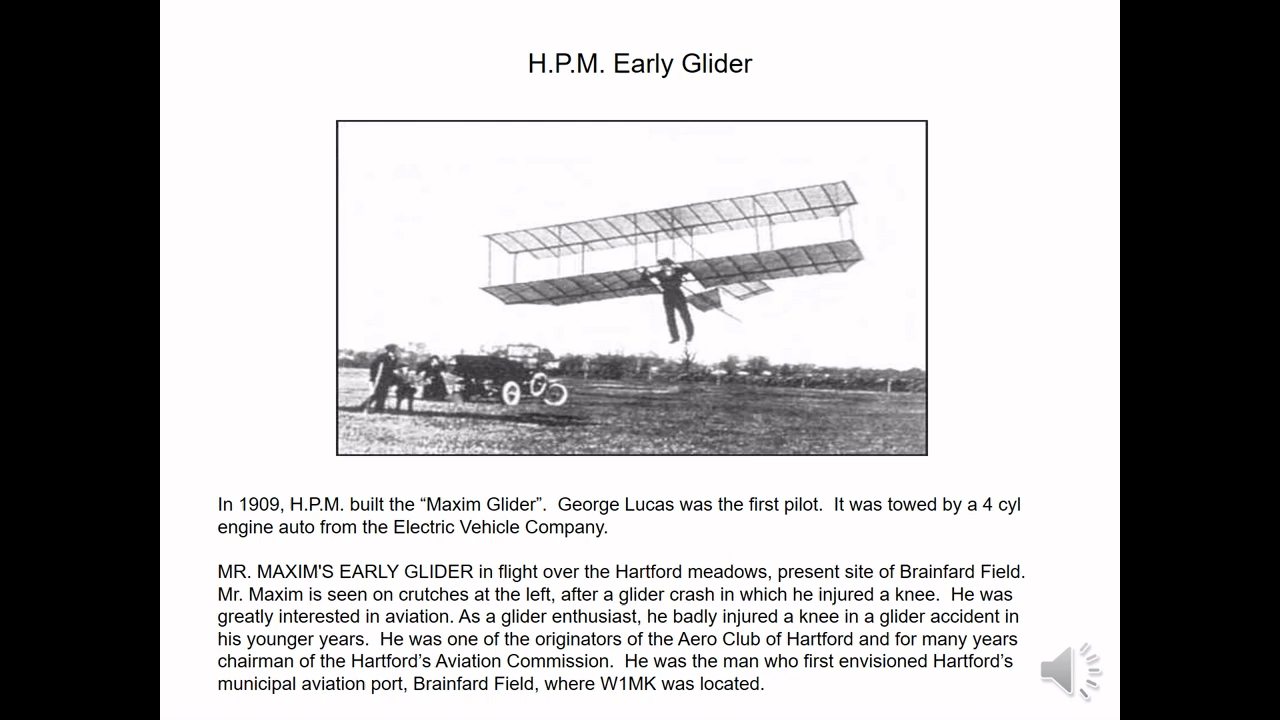 H.P.M. Early Glider
In 1909, H.P.M. built the “Maxim Glider”.  George Lucas was the first pilot.  It was towed by a 4 cyl
engine auto from the Electric Vehicle Company.
MR. MAXIM'S EARLY GLIDER in flight over the Hartford meadows, present site of Brainfard Field.
Mr. Maxim is seen on crutches at the left, after a glider crash in which he injured a knee.  He was
greatly interested in aviation. As a glider enthusiast, he badly injured a knee in a glider accident in
his younger years.  He was one of the originators of the Aero Club of Hartford and for many years
chairman of the Hartford’s Aviation Commission.  He was the man who first envisioned Hartford’s
municipal aviation port, Brainfard Field, where W1MK was located.